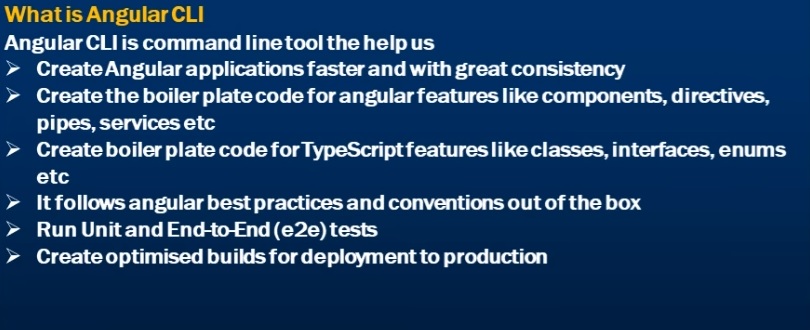 What is Angular CLI
Angular CLI is command line tool the help us
➢ Create Angular applications faster and with great consistency
➢ Create the boiler plate code for angular features like components, directives,
pipes, services etc
➢ Create boiler plate code for TypeScript features like classes, interfaces, enums
etc
➢ It follows angular best practices and conventions out of the box
➢ Run Unit and End-to-End (e2e) tests
➢ Create optimised builds for deployment to production